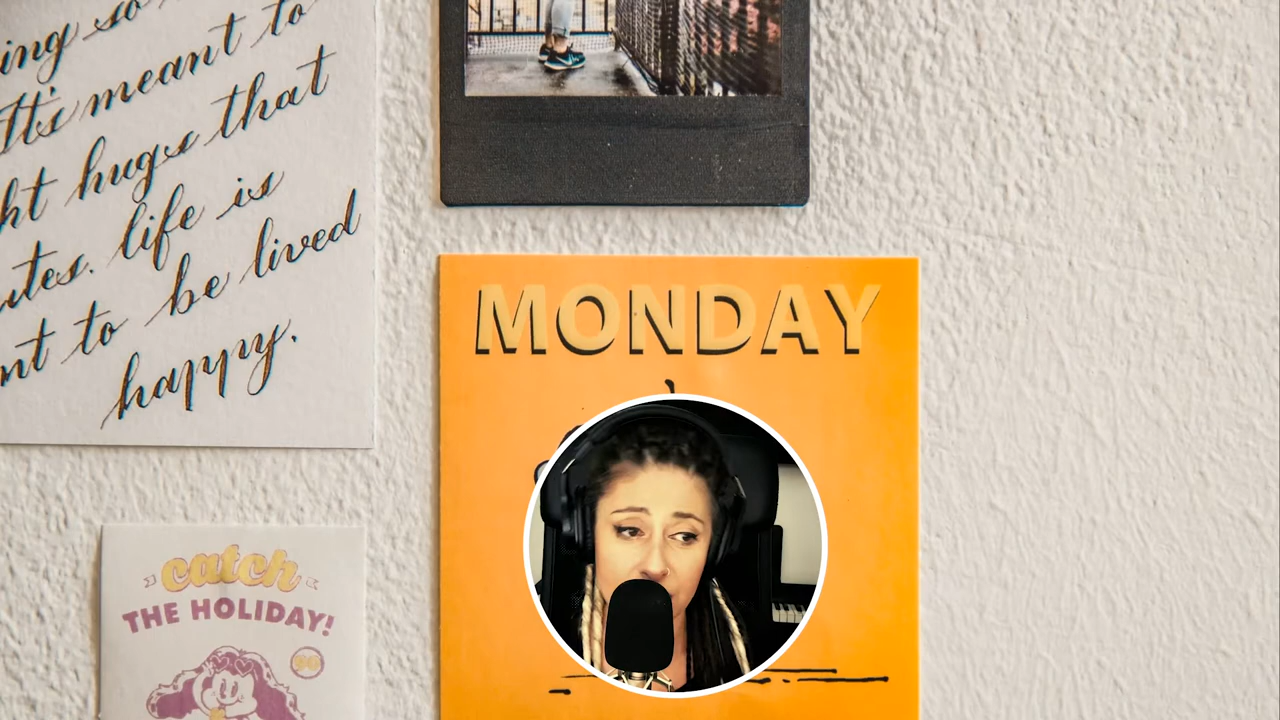 ing so
It's meant to
ht hugs that
utes. life is
nt to be lived
happy.
MONDAY
catch
THE HOLIDAY!
90